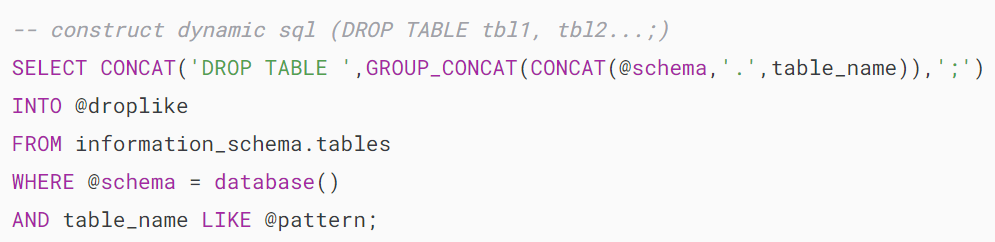 -- construct dynamic sql (DROP TABLE tbl1, tbl2...;)
SELECT CONCAT('DROP TABLE ',GROUP_CONCAT(CONCAT(@schema,'.',table_name)),';')
INTO @droplike
FROM information_schema.tables
WHERE @schema = database()
AND table_name LIKE @pattern;